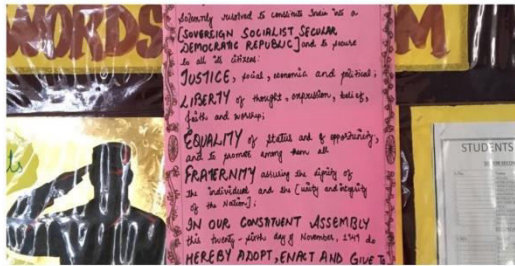 WORDS
M
solemnly resolved to constitute India into a
[SOVEREIGN SOCIALIST SECULAR
DEMOCRATIC REPUBLIC] and to secure
to all its citizens:
JUSTICE, social, economic and political;
LIBERTY of thought, expression, belief,
faith and worship;
EQUALITY of status and of opportunity,
and to promote among them all
FRATERNITY assuring the dignity of
the individual and the [unity and integrity
of the Nation];
IN OUR CONSTITUENT ASSEMBLY
this twenty-sixth day of November, 1949 do
HEREBY ADOPT, ENACT AND GIVE TO
STUDENTS